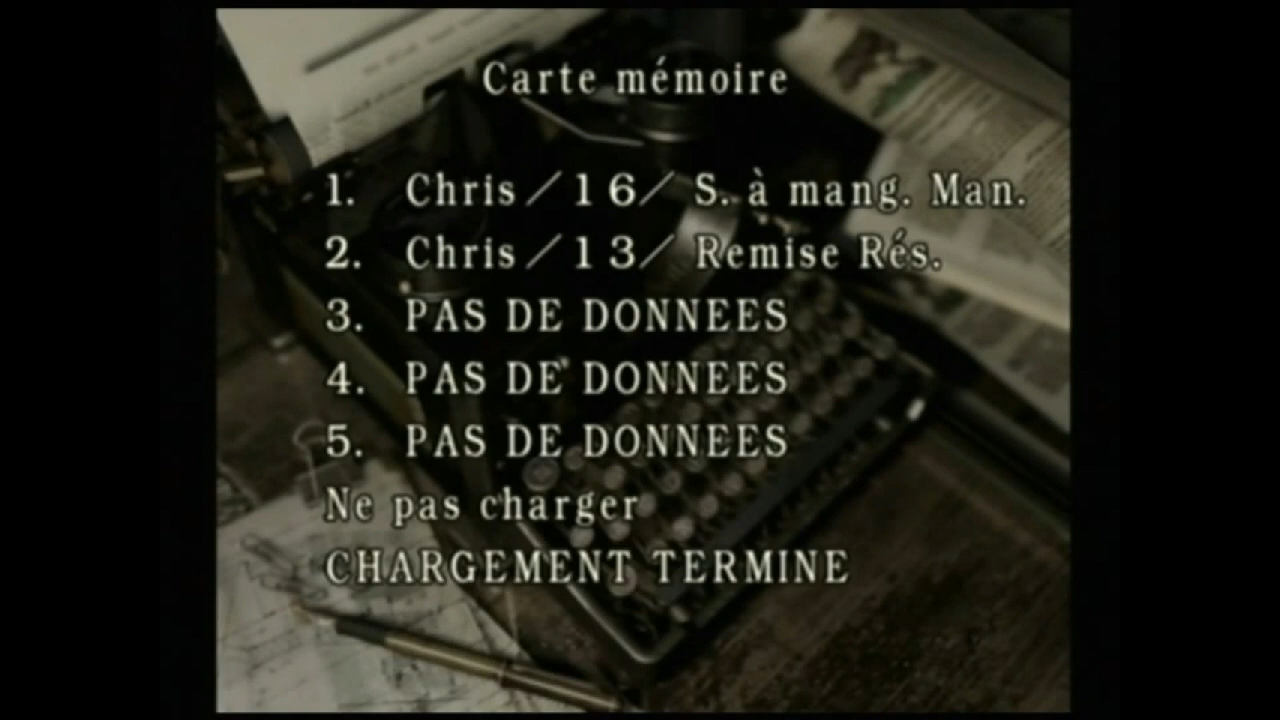 Carte mémoire
1. Chris/16/ S. à mang. Man.
2. Chris/13/ Remise Rés.
3. PAS DE DONNEES
4. PAS DE DONNEES
5. PAS DE DONNEES
Ne pas charger
CHARGEMENT TERMINE